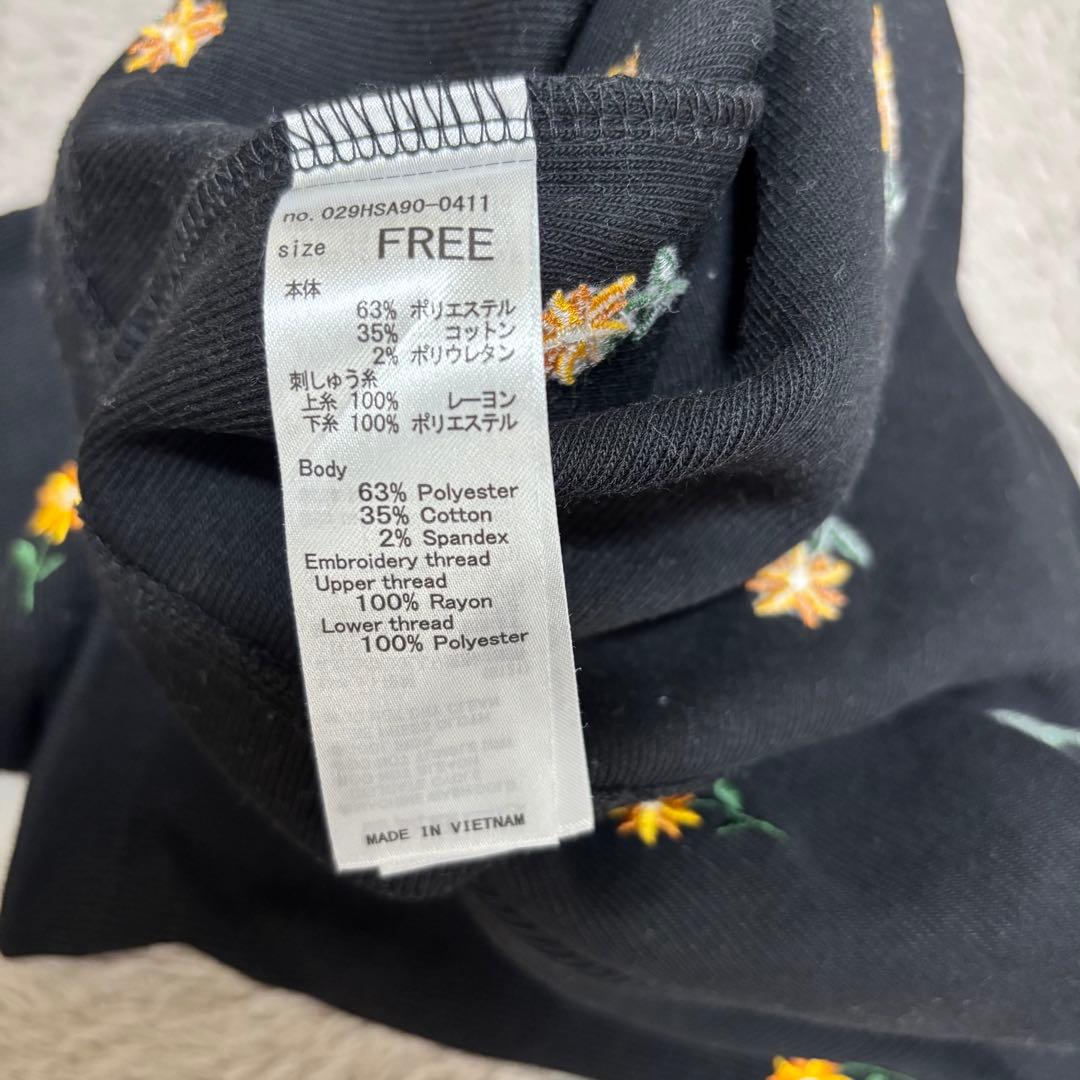 no. 029HSA90-0411
size FREE
本体
63% ポリエステル
35% コットン
2% ポリウレタン
刺しゅう糸
上糸 100% レーヨン
下糸 100% ポリエステル
Body
63% Polyester
35% Cotton
2% Spandex
Embroidery thread
Upper thread
100% Rayon
Lower thread
100% Polyester
MADE IN VIETNAM